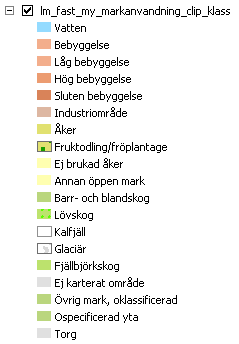 lm_fast_my_markanvandning_clip_klass
Vatten
Bebyggelse
Låg bebyggelse
Hög bebyggelse
Sluten bebyggelse
Industriområde
Åker
Fruktodling/fröplantage
Ej brukad åker
Annan öppen mark
Barr- och blandskog
Lövskog
Kalfjäll
Glaciär
Fjällbjörkskog
Ej karterat område
Övrig mark, oklassificerad
Ospecificerad yta
Torg